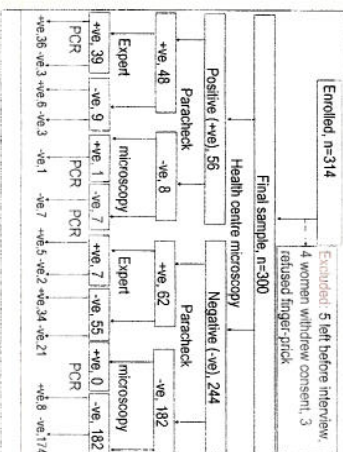 Enrolled, n=314
Excluded: 5 left before interview,
4 women withdrew consent, 3
refused finger-prick
Final sample, n=300
Health centre microscopy
Positive (+ve), 56 Negative (-ve), 244
Paracheck Paracheck
+ve, 48 -ve, 8 +ve, 62 -ve, 182
Expert microscopy Expert microscopy
+ve, 39 -ve, 9 +ve, 1 -ve, 7 +ve, 7 -ve, 55 +ve, 0 -ve, 182
PCR PCR PCR PCR
+ve,36 -ve,3 +ve,6 -ve,3 -ve,1 -ve,7 +ve,5 -ve,2 +ve,34 -ve,21 +ve,8 -ve,174